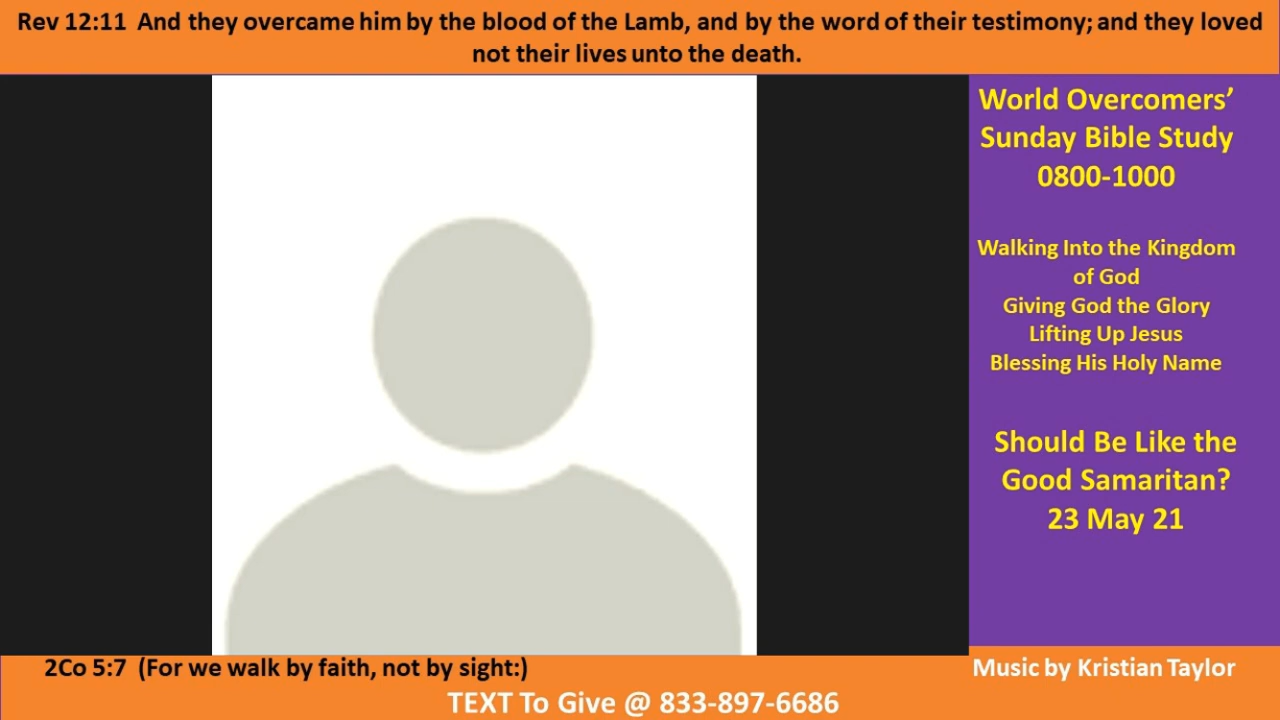 Rev 12:11  And they overcame him by the blood of the Lamb, and by the word of their testimony; and they loved
not their lives unto the death.
World Overcomers’
Sunday Bible Study
0800-1000
Walking Into the Kingdom
of God
Giving God the Glory
Lifting Up Jesus
Blessing His Holy Name
Should Be Like the
Good Samaritan?
23 May 21
2Co 5:7  (For we walk by faith, not by sight:)
Music by Kristian Taylor
TEXT To Give @ 833-897-6686